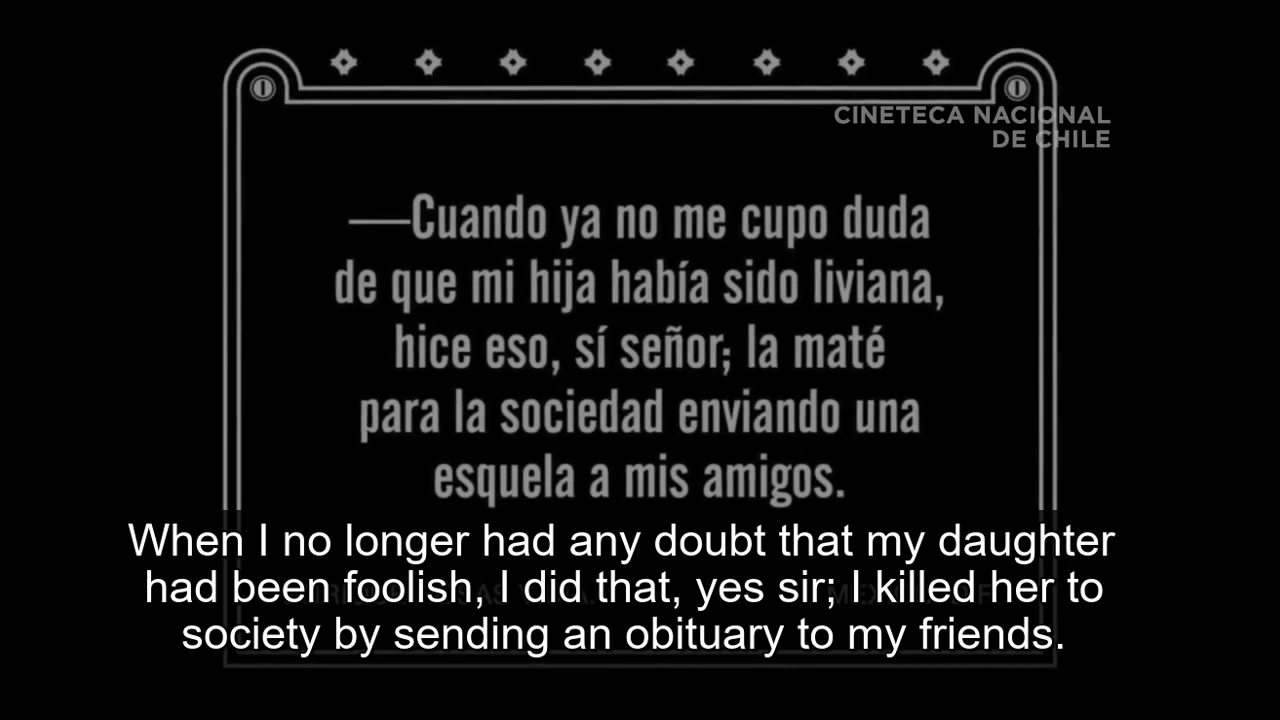 CINETECA NACIONAL
DE CHILE
—Cuando ya no me cupo duda
de que mi hija había sido liviana,
hice eso, sí señor; la maté
para la sociedad enviando una
esquela a mis amigos.
When I no longer had any doubt that my daughter
had been foolish, I did that, yes sir; I killed her to
society by sending an obituary to my friends.